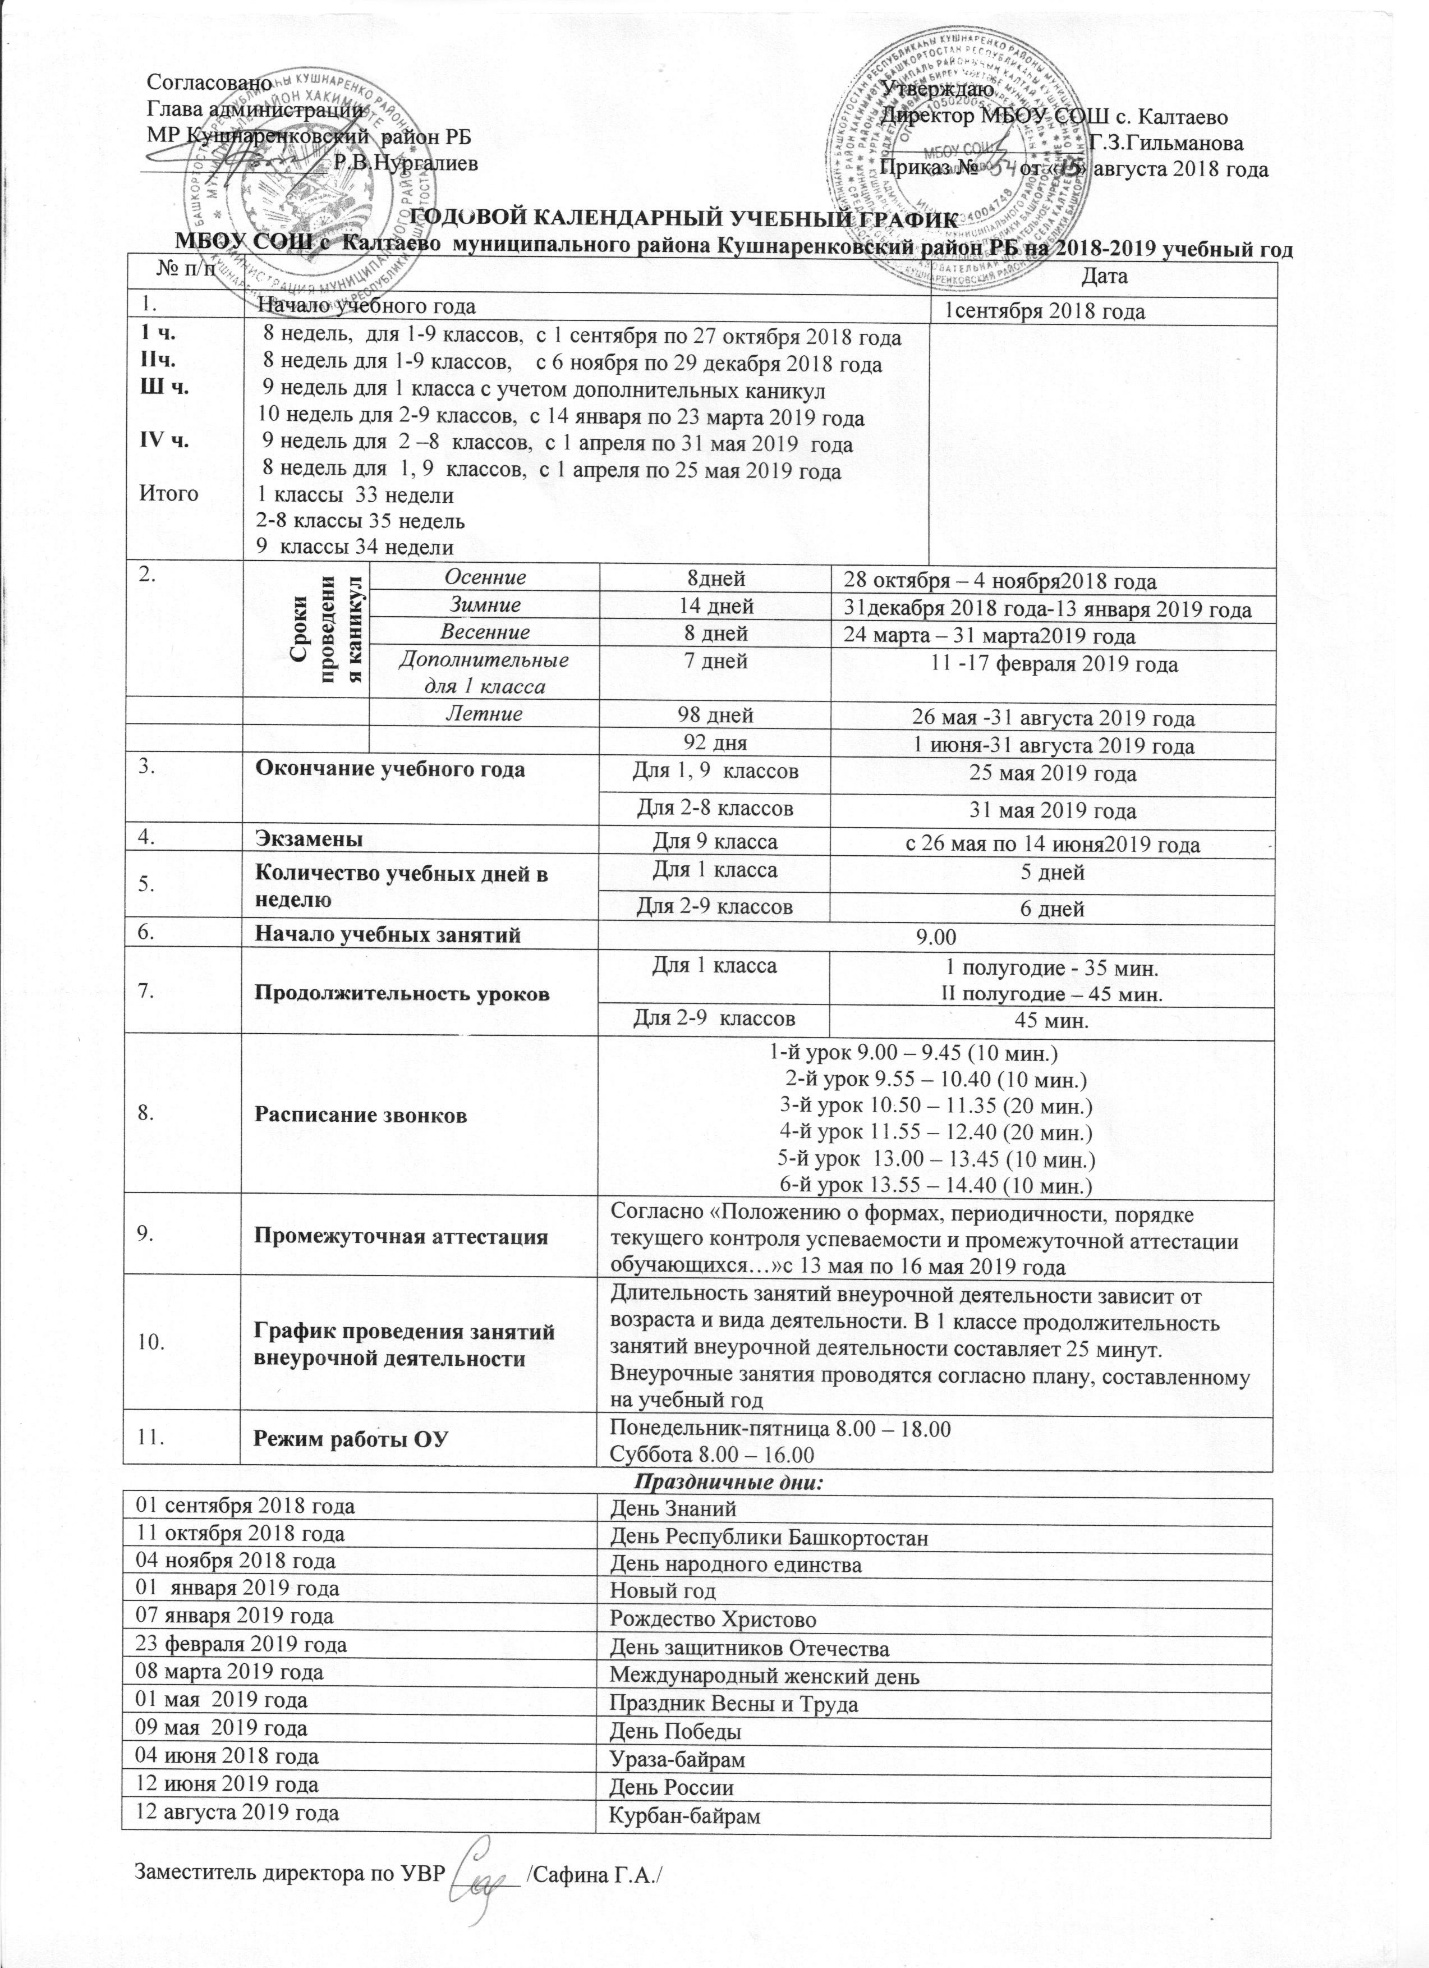 Согласовано
Глава администрации
МР Кушнаренковский район РБ
Р.В.Нургалиев
Утверждаю
Директор МБОУ СОШ с. Калтаево
Г.З.Гильманова
Приказ № 54 от «15» августа 2018 года
ГОДОВОЙ КАЛЕНДАРНЫЙ УЧЕБНЫЙ ГРАФИК
МБОУ СОШ с Калтаево муниципального района Кушнаренковский район РБ на 2018-2019 учебный год
№ п/п Дата
1. Начало учебного года 1сентября 2018 года
1 ч. 8 недель, для 1-9 классов, с 1 сентября по 27 октября 2018 года
IIч. 8 недель для 1-9 классов, с 6 ноября по 29 декабря 2018 года
Ш ч. 9 недель для 1 класса с учетом дополнительных каникул
10 недель для 2-9 классов, с 14 января по 23 марта 2019 года
IV ч. 9 недель для 2 –8 классов, с 1 апреля по 31 мая 2019 года
8 недель для 1, 9 классов, с 1 апреля по 25 мая 2019 года
Итого 1 классы 33 недели
2-8 классы 35 недель
9 классы 34 недели
2. Сроки
проведени
я каникул
Осенние 8дней 28 октября – 4 ноября2018 года
Зимние 14 дней 31декабря 2018 года-13 января 2019 года
Весенние 8 дней 24 марта – 31 марта2019 года
Дополнительные 7 дней 11 -17 февраля 2019 года
для 1 класса
Летние 98 дней 26 мая -31 августа 2019 года
92 дня 1 июня-31 августа 2019 года
3. Окончание учебного года Для 1, 9 классов 25 мая 2019 года
Для 2-8 классов 31 мая 2019 года
4. Экзамены Для 9 класса с 26 мая по 14 июня2019 года
5. Количество учебных дней в Для 1 класса 5 дней
неделю Для 2-9 классов 6 дней
6. Начало учебных занятий 9.00
7. Продолжительность уроков Для 1 класса 1 полугодие - 35 мин.
II полугодие – 45 мин.
Для 2-9 классов 45 мин.
8. Расписание звонков
1-й урок 9.00 – 9.45 (10 мин.)
2-й урок 9.55 – 10.40 (10 мин.)
3-й урок 10.50 – 11.35 (20 мин.)
4-й урок 11.55 – 12.40 (20 мин.)
5-й урок 13.00 – 13.45 (10 мин.)
6-й урок 13.55 – 14.40 (10 мин.)
9. Промежуточная аттестация
Согласно «Положению о формах, периодичности, порядке
текущего контроля успеваемости и промежуточной аттестации
обучающихся…»с 13 мая по 16 мая 2019 года
10. График проведения занятий
внеурочной деятельности
Длительность занятий внеурочной деятельности зависит от
возраста и вида деятельности. В 1 классе продолжительность
занятий внеурочной деятельности составляет 25 минут.
Внеурочные занятия проводятся согласно плану, составленному
на учебный год
11. Режим работы ОУ
Понедельник-пятница 8.00 – 18.00
Суббота 8.00 – 16.00
Праздничные дни:
01 сентября 2018 года День Знаний
11 октября 2018 года День Республики Башкортостан
04 ноября 2018 года День народного единства
01 января 2019 года Новый год
07 января 2019 года Рождество Христово
23 февраля 2019 года День защитников Отечества
08 марта 2019 года Международный женский день
01 мая 2019 года Праздник Весны и Труда
09 мая 2019 года День Победы
04 июня 2018 года Ураза-байрам
12 июня 2019 года День России
12 августа 2019 года Курбан-байрам
Заместитель директора по УВР /Сафина Г.А./